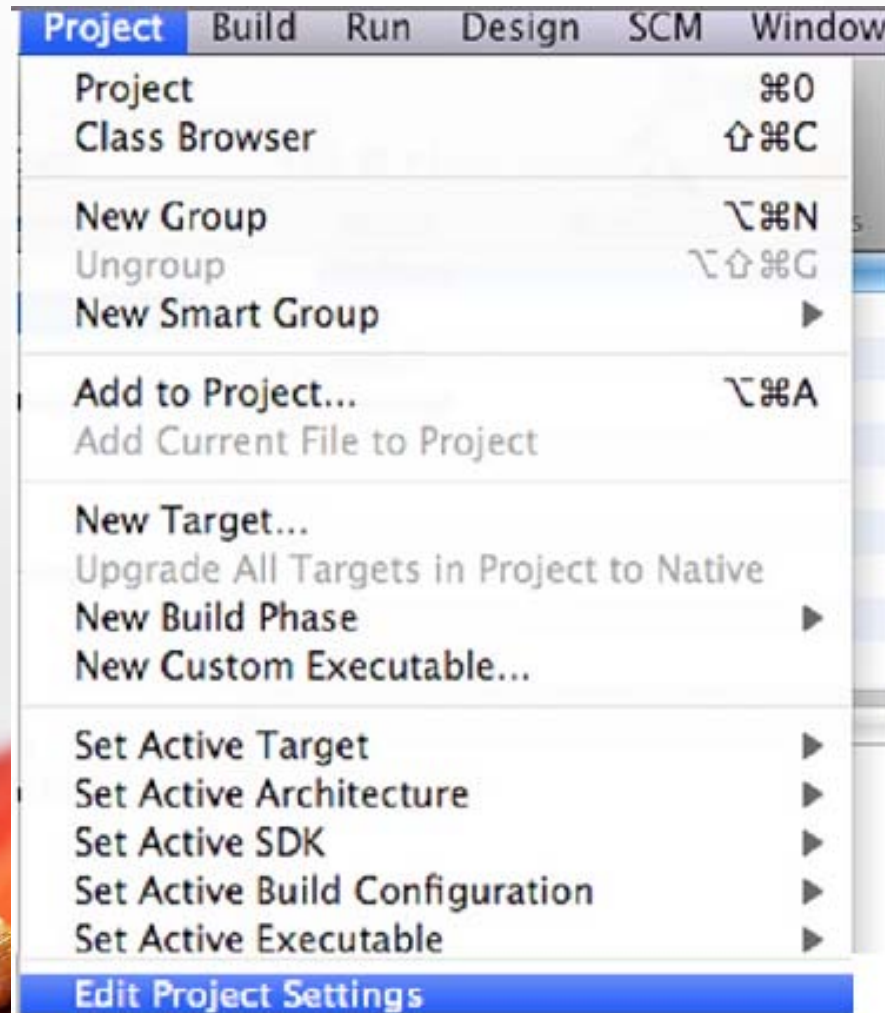 Project Build Run Design SCM Window
Project ⌘0
Class Browser ⇧⌘C
New Group ⌥⌘N
Ungroup ⌥⇧⌘G
New Smart Group ▶
Add to Project... ⌥⌘A
Add Current File to Project
New Target...
Upgrade All Targets in Project to Native
New Build Phase ▶
New Custom Executable...
Set Active Target ▶
Set Active Architecture ▶
Set Active SDK ▶
Set Active Build Configuration ▶
Set Active Executable ▶
Edit Project Settings